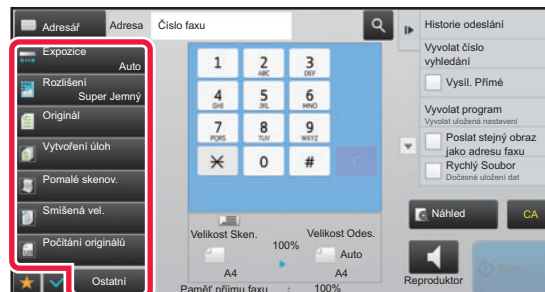 Adresář
Adresa
Číslo faxu
Historie odeslání
Expozice
Auto
Rozlišení
Super Jemný
Originál
Vytvoření úloh
Pomalé skenov.
Smíšená vel.
Počítání originálů
Ostatní
1
2
ABC
3
DEF
4
GHI
5
JKL
6
MNO
7
PQRS
8
TUV
9
WXYZ
0
#
C
Vyvolat číslo
vyhledání
Vysíl. Přímé
Vyvolat program
Vyvolat uložená nastavení
Poslat stejný obraz
jako adresu faxu
Rychlý Soubor
Dočasné uložení dat
Velikost Sken.
100%
Velikost Odes.
Auto
A4
A4
Paměť příjmu faxu : 100%
Náhled
CA
Reproduktor
Start